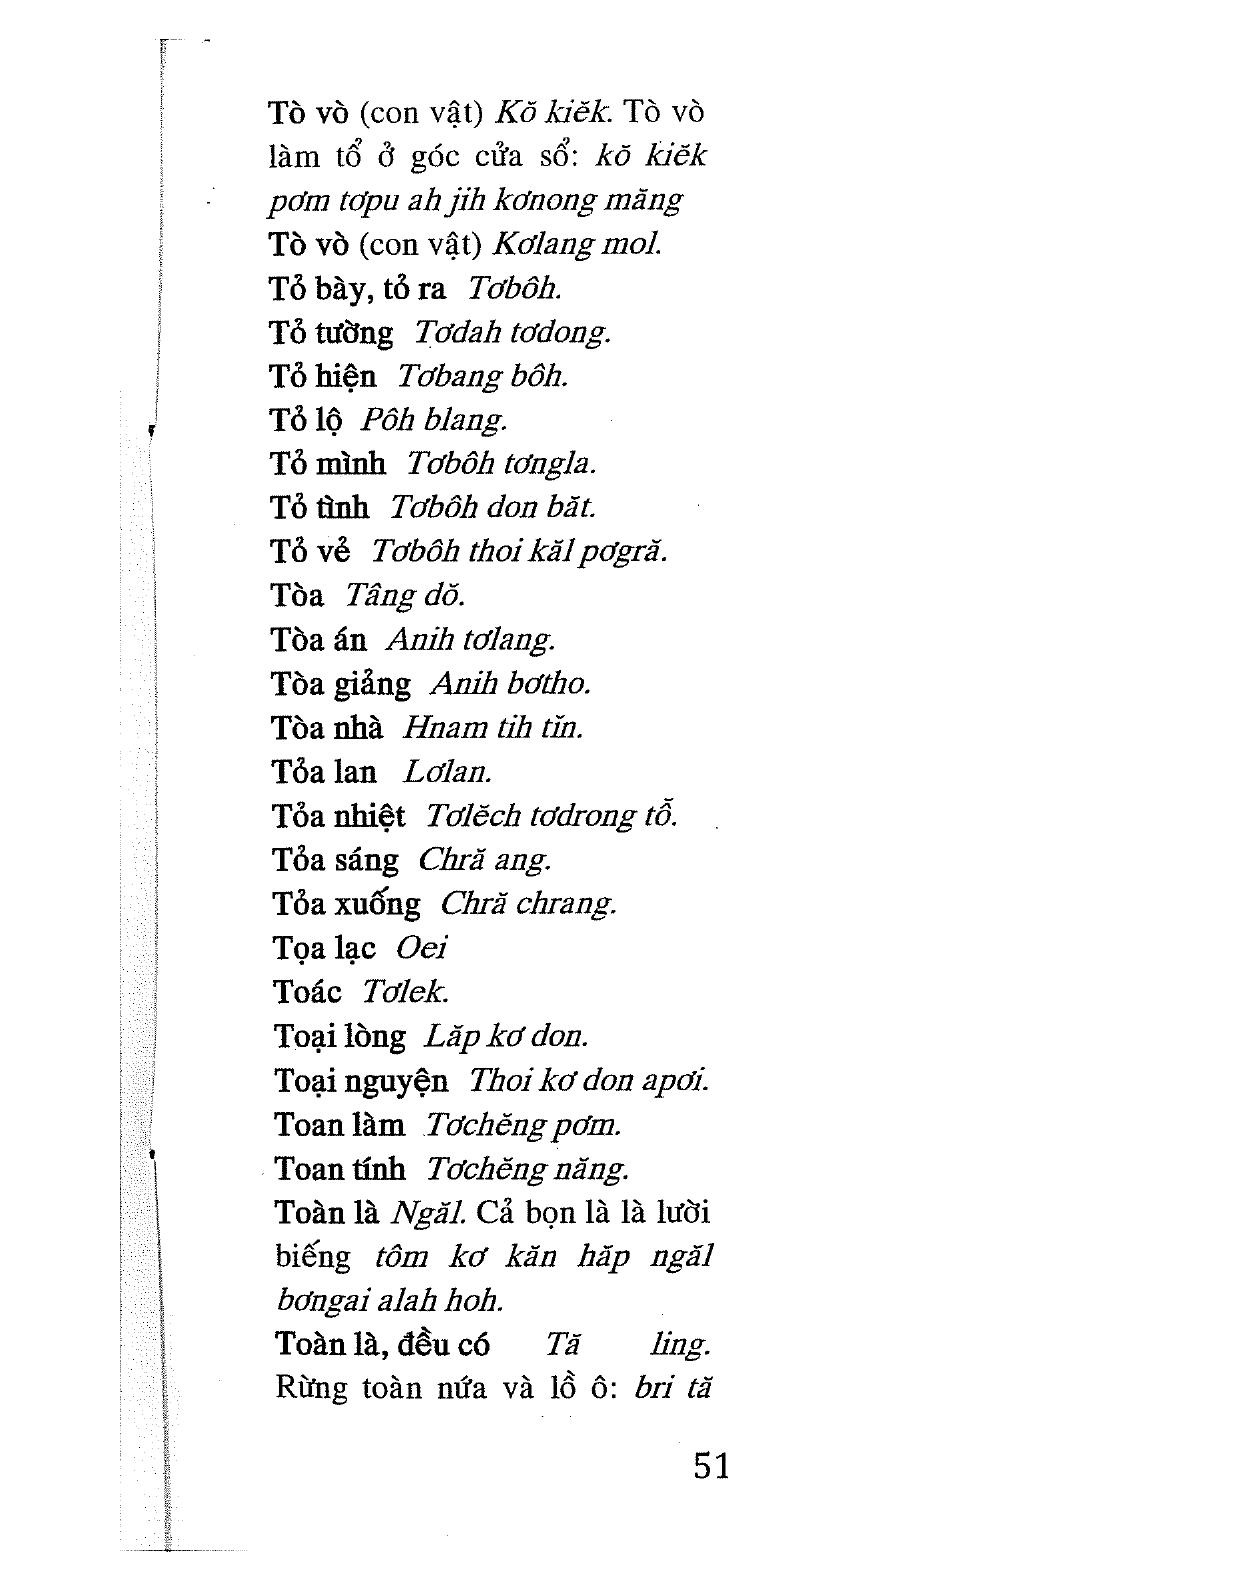 Tò vò (con vật) Kŏ kiĕk. Tò vò
làm tổ ở góc cửa sổ: kŏ kiĕk
pơm tơpu ah jih kơnong măng
Tò vò (con vật) Kơlang mol.
Tỏ bày, tỏ ra Tơbôh.
Tỏ tường Tơdah tơdong.
Tỏ hiện Tơbang bôh.
Tỏ lộ Pôh blang.
Tỏ mình Tơbôh tơngla.
Tỏ tình Tơbôh don băt.
Tỏ vẻ Tơbôh thoi kăl pơgră.
Tòa Tâng dŏ.
Tòa án Anih tơlang.
Tòa giảng Anih bơtho.
Tòa nhà Hnam tih tĭn.
Tỏa lan Lơlan.
Tỏa nhiệt Tơlĕch tơdrong tô̆.
Tỏa sáng Chră ang.
Tỏa xuống Chră chrang.
Tọa lạc Oei
Toác Tơlek.
Toại lòng Lăp kơ don.
Toại nguyện Thoi kơ don apơi.
Toan làm Tơchĕng pơm.
Toan tính Tơchĕng năng.
Toàn là Ngăl. Cả bọn là là lười
biếng tôm kơ kăn hăp ngăl
bơngai alah hoh.
Toàn là, đều có Tă ling.
Rừng toàn nứa và lồ ô: bri tă
51